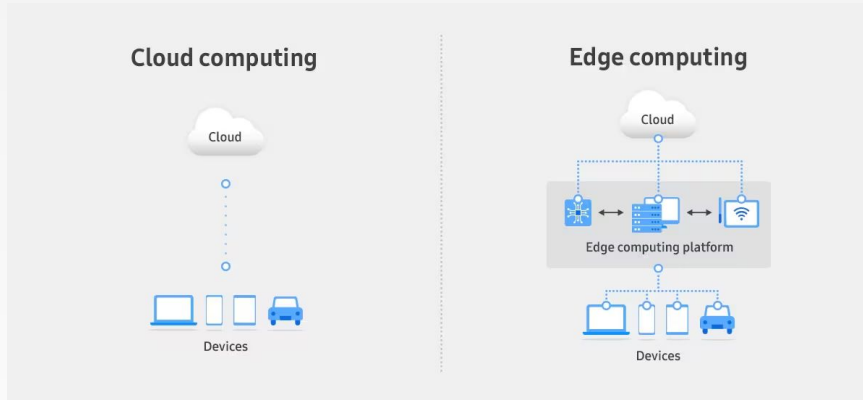 Cloud computing
Cloud
Devices
Edge computing
Cloud
Edge computing platform
Devices